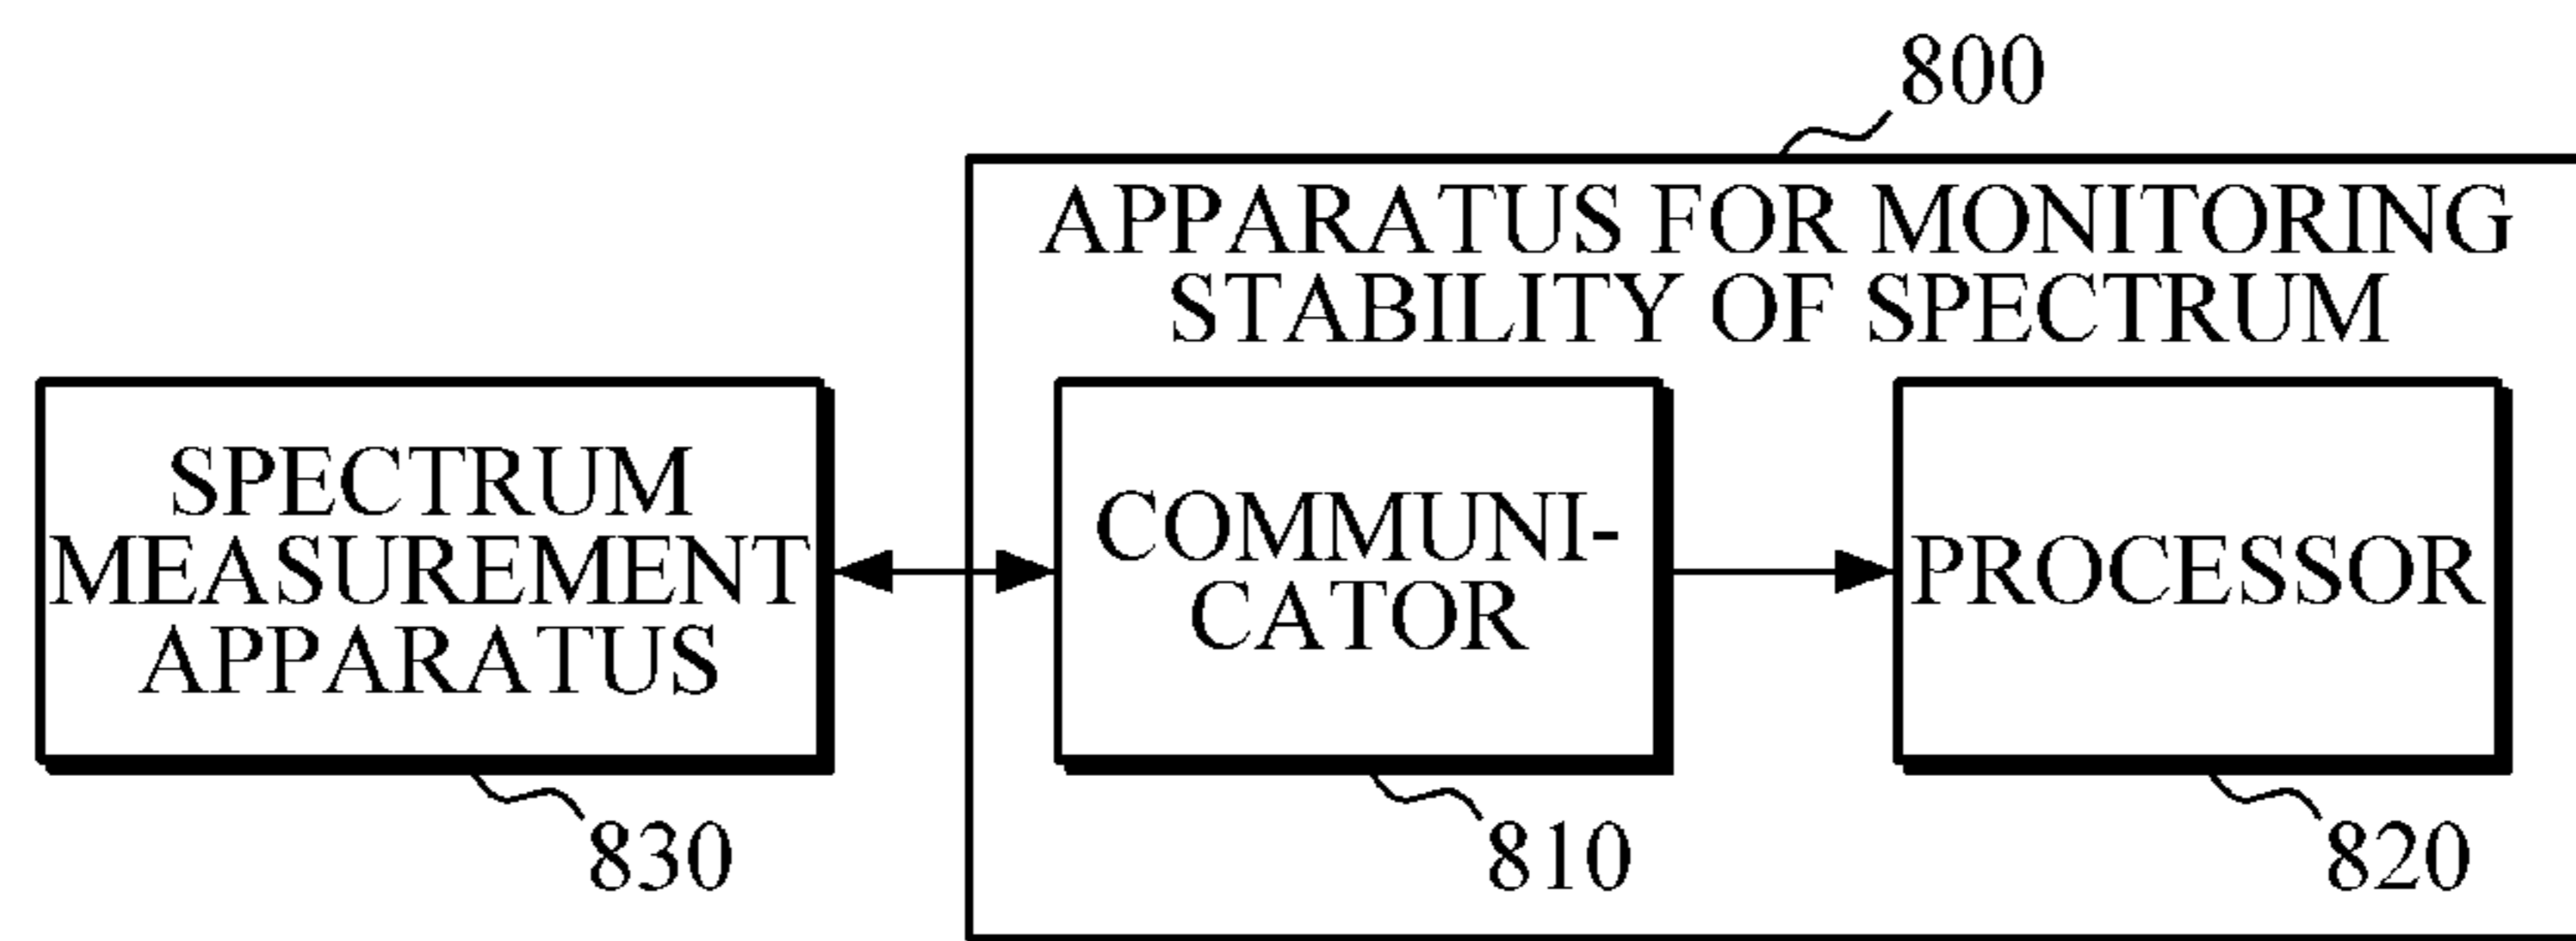 800
APPARATUS FOR MONITORING
STABILITY OF SPECTRUM
SPECTRUM
MEASUREMENT
APPARATUS
COMMUNI-
CATOR
PROCESSOR
830
810
820